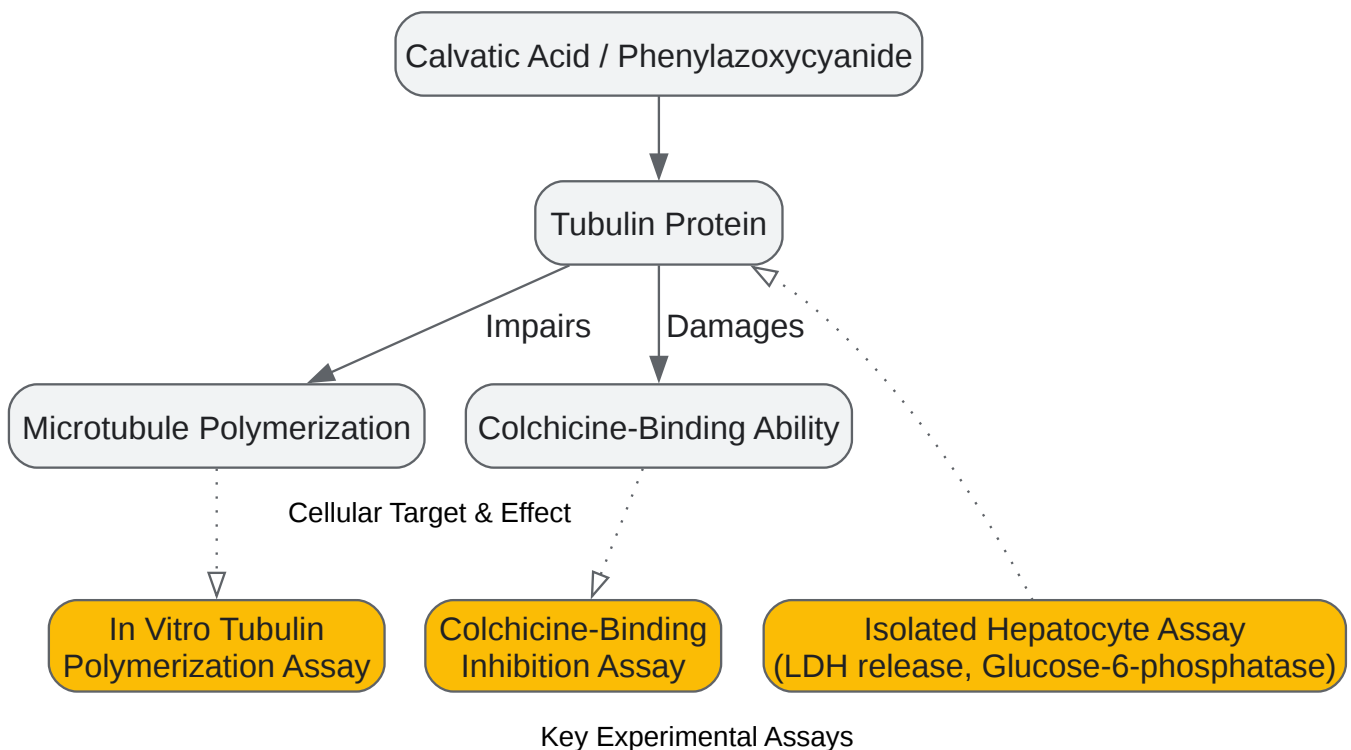 Calvatic Acid / Phenylazoxycyanide
Tubulin Protein
Impairs
Damages
Microtubule Polymerization
Colchicine-Binding Ability
Cellular Target & Effect
In Vitro Tubulin
Polymerization Assay
Colchicine-Binding
Inhibition Assay
Isolated Hepatocyte Assay
(LDH release, Glucose-6-phosphatase)
Key Experimental Assays